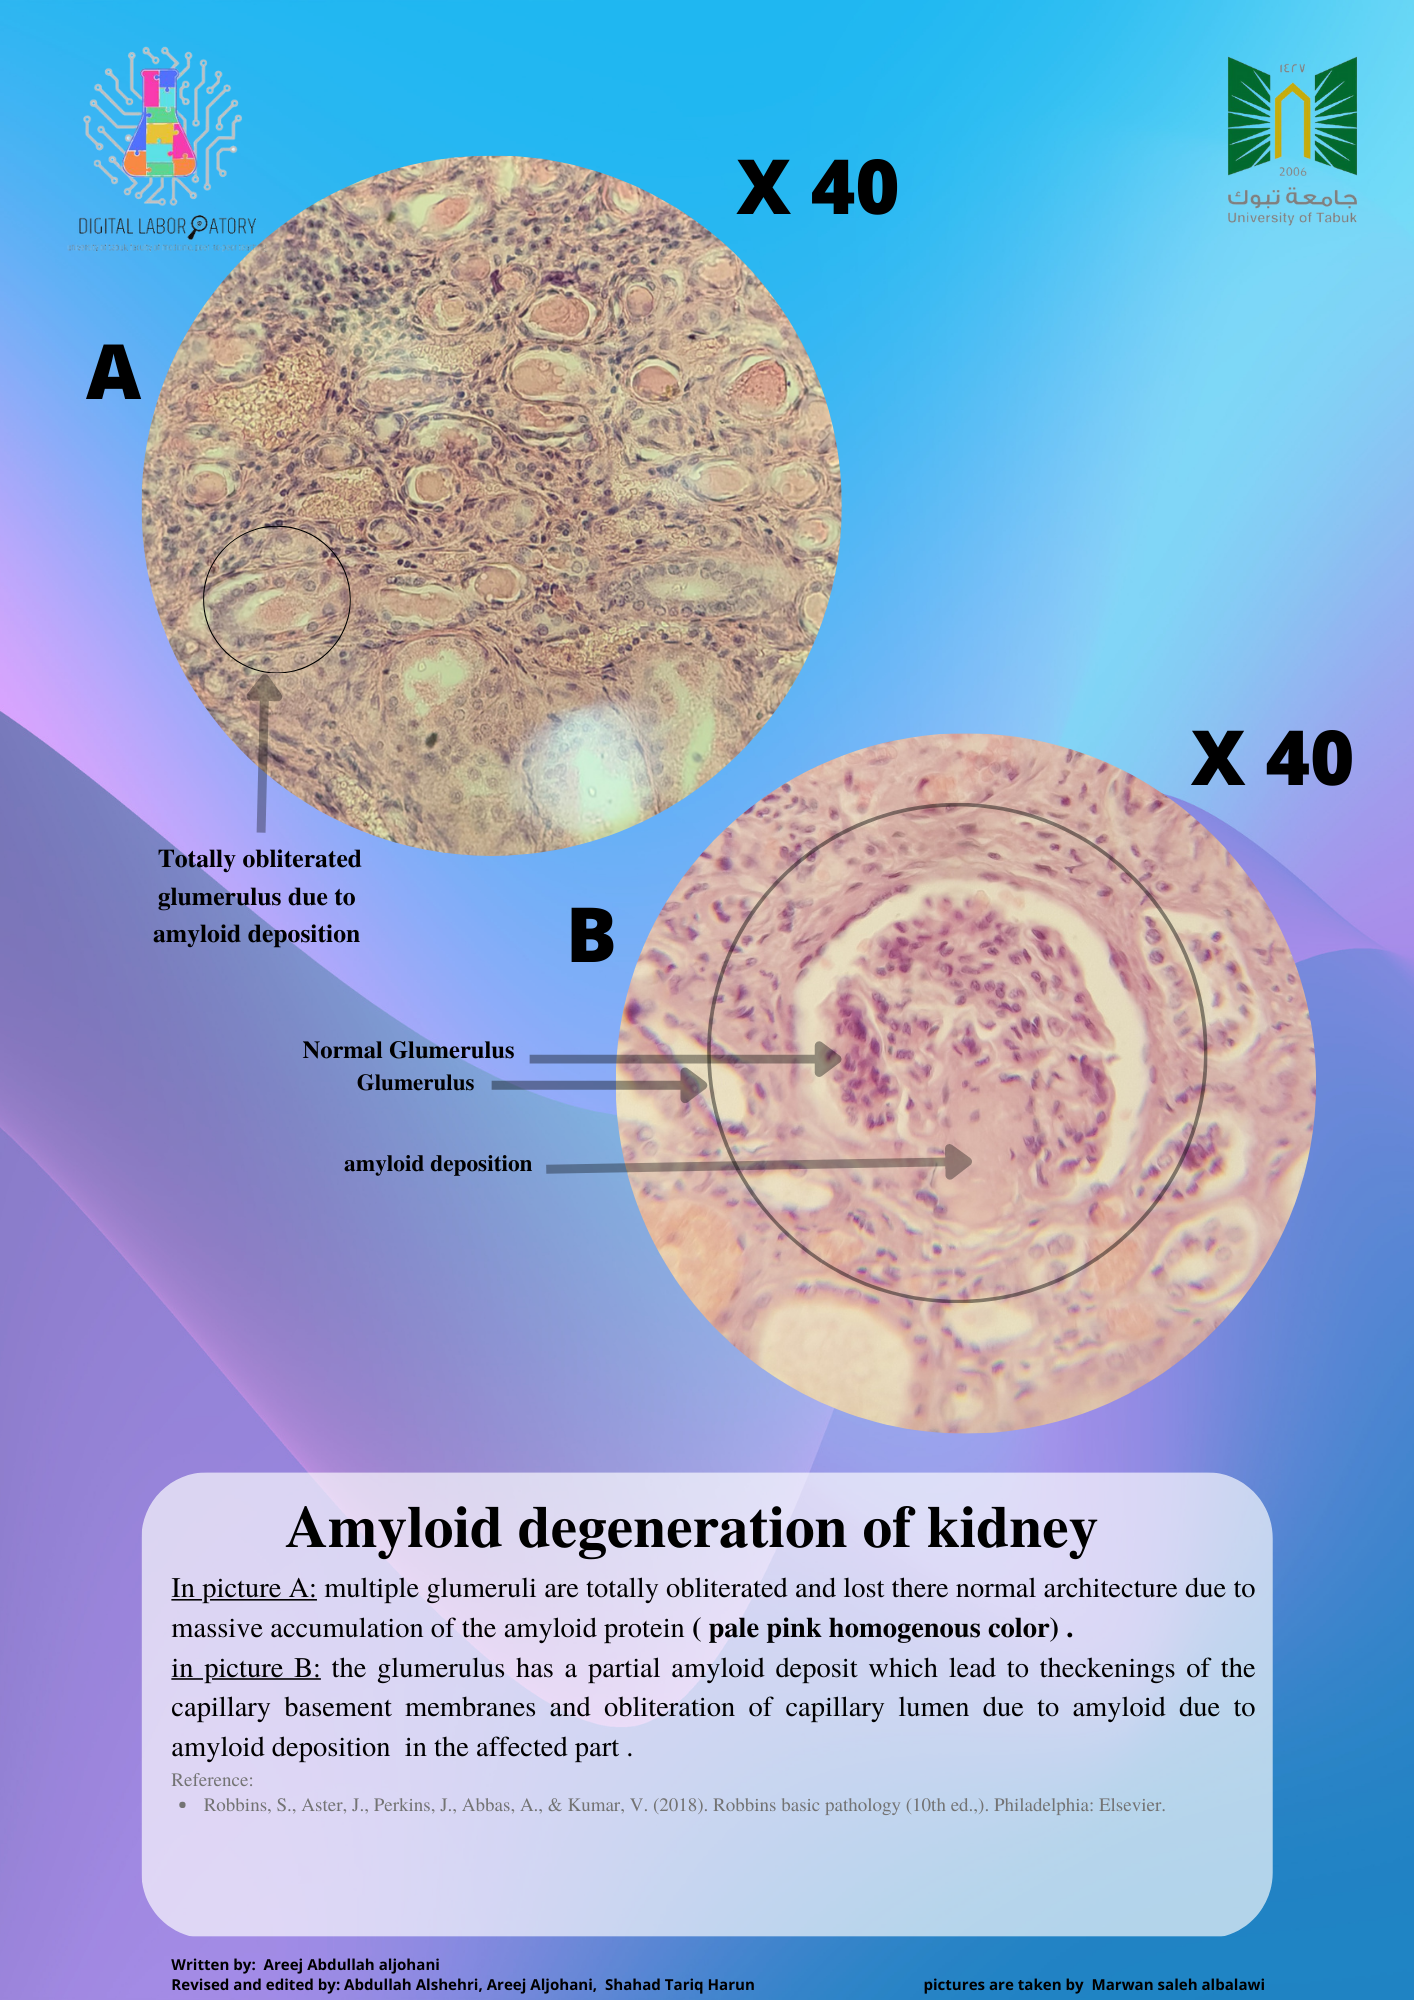 ١٤٢٧
2006
جامعة تبوك
University of Tabuk
DIGITAL LABORATORY
X 40
A
Totally obliterated
glumerulus due to
amyloid deposition
X 40
B
Normal Glumerulus
Glumerulus
amyloid deposition
Amyloid degeneration of kidney
In picture A: multiple glumeruli are totally obliterated and lost there normal architecture due to
massive accumulation of the amyloid protein ( pale pink homogenous color) .
in picture B: the glumerulus has a partial amyloid deposit which lead to theckenings of the
capillary basement membranes and obliteration of capillary lumen due to amyloid due to
amyloid deposition in the affected part .
Reference:
• Robbins, S., Aster, J., Perkins, J., Abbas, A., & Kumar, V. (2018). Robbins basic pathology (10th ed.,). Philadelphia: Elsevier.
Written by: Areej Abdullah aljohani
Revised and edited by: Abdullah Alshehri, Areej Aljohani, Shahad Tariq Harun
pictures are taken by Marwan saleh albalawi